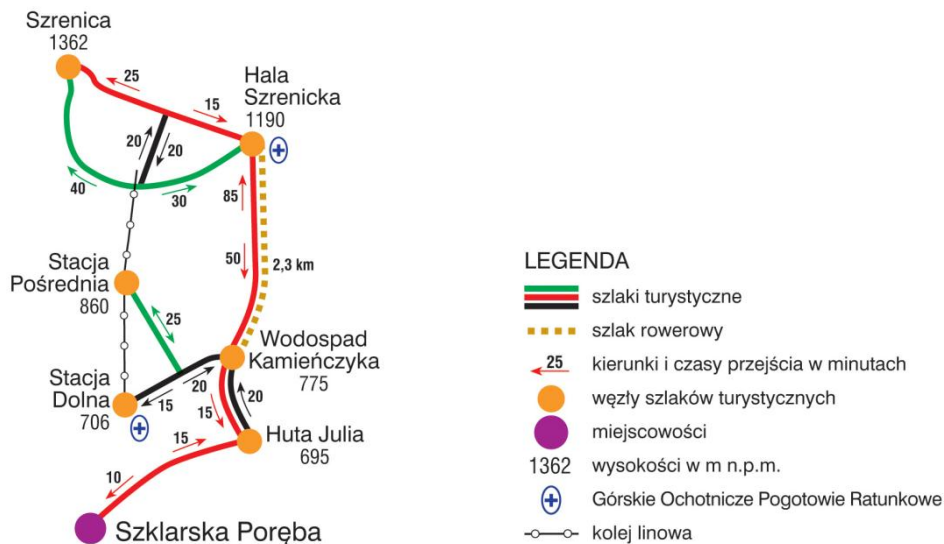 Szrenica
1362
25
Hala
Szrenicka
1190
15
20
20
40
30
85
50
2,3 km
Stacja
Pośrednia
860
25
Wodospad
Kamieńczyka
775
Stacja
Dolna
706
20
15
15
20
Huta Julia
695
15
10
Szklarska Poręba
LEGENDA
szlaki turystyczne
szlak rowerowy
25
kierunki i czasy przejścia w minutach
węzły szlaków turystycznych
miejscowości
1362
wysokości w m n.p.m.
Górskie Ochotnicze Pogotowie Ratunkowe
kolej linowa